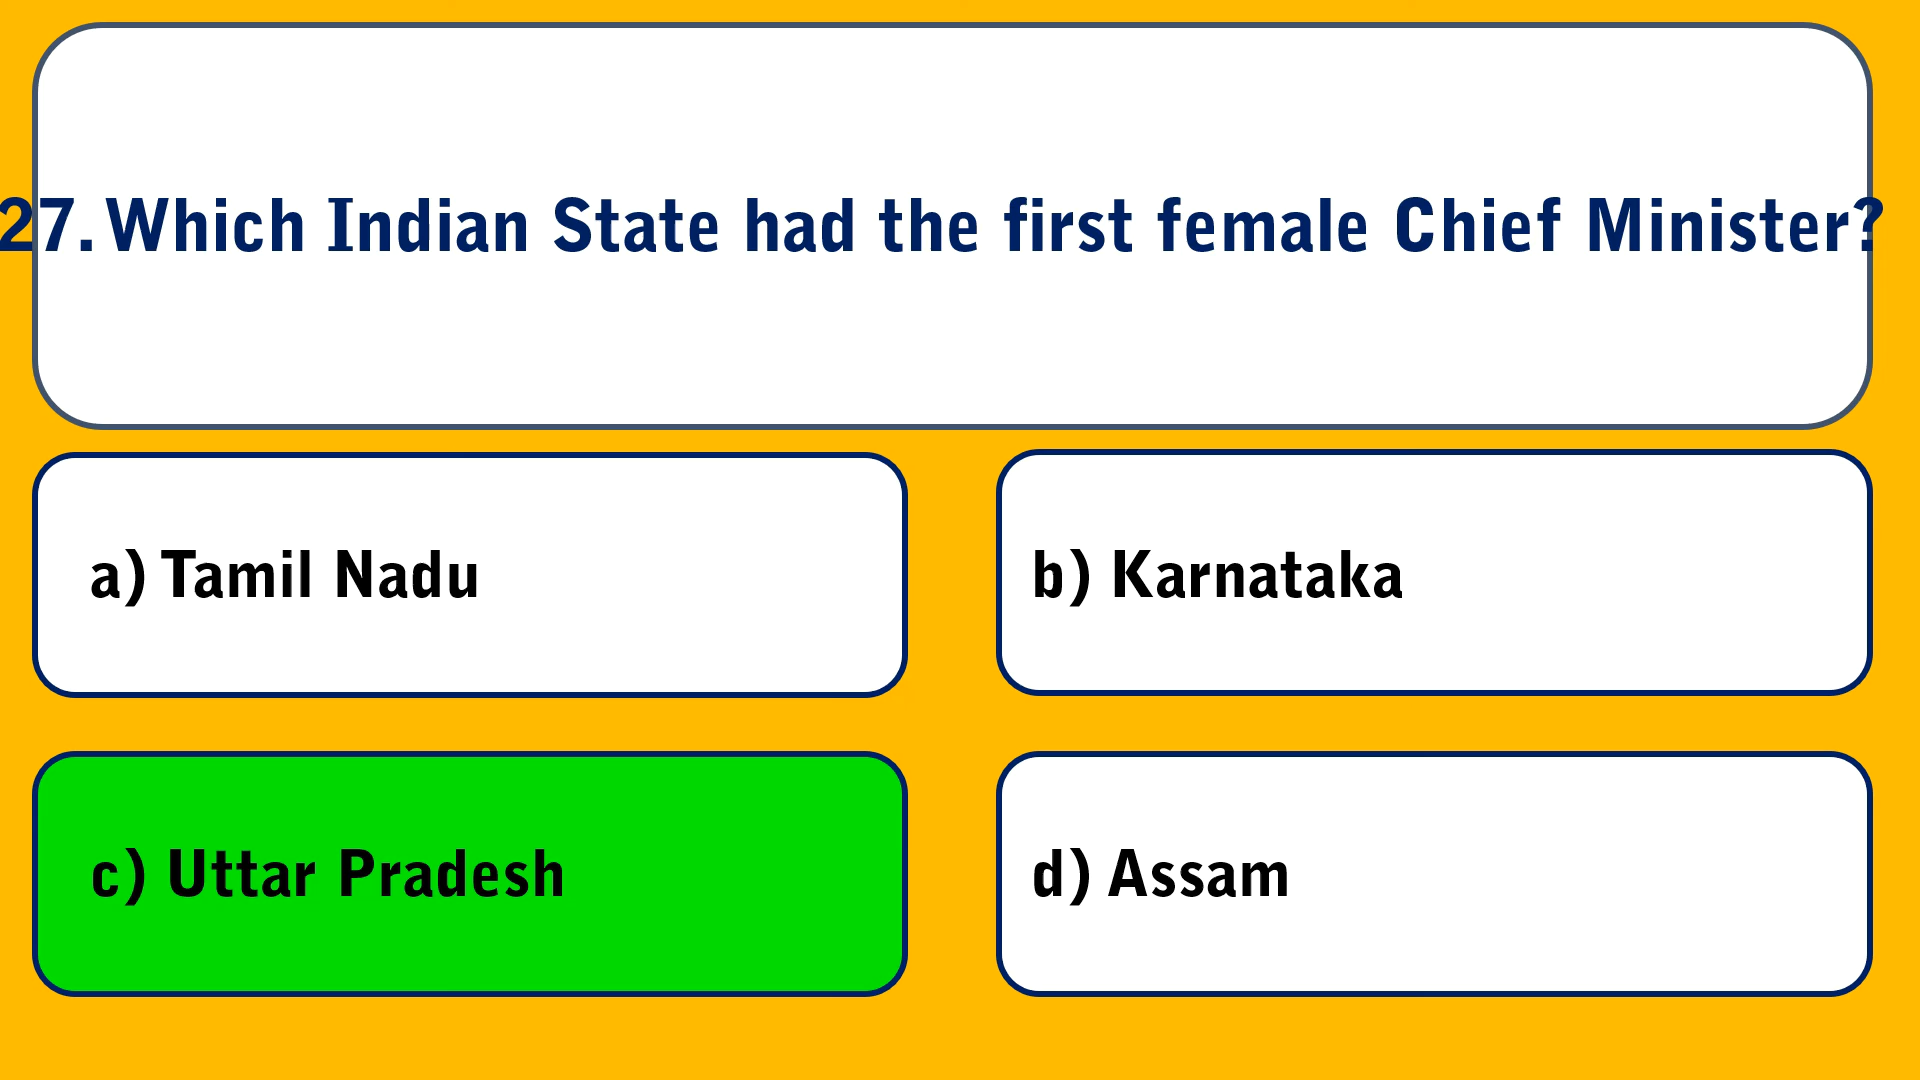 27. Which Indian State had the first female Chief Minister?
a) Tamil Nadu
b) Karnataka
c) Uttar Pradesh
d) Assam